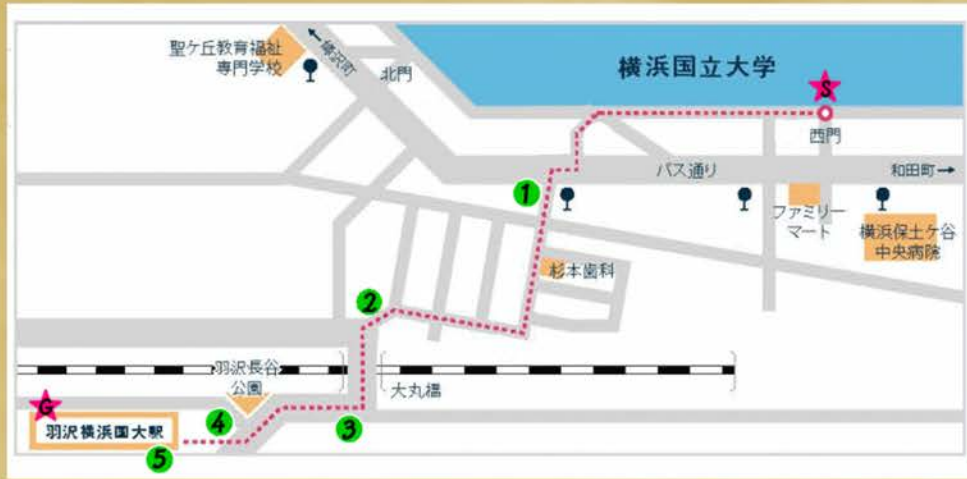 聖ケ丘教育福祉
専門学校
↑峰沢町
北門
横浜国立大学
S
西門
バス通り
和田町→
1
ファミリー
マート
横浜保土ケ谷
中央病院
杉本歯科
2
羽沢長谷
公園
大丸橋
G
羽沢横浜国大駅
4
3
5